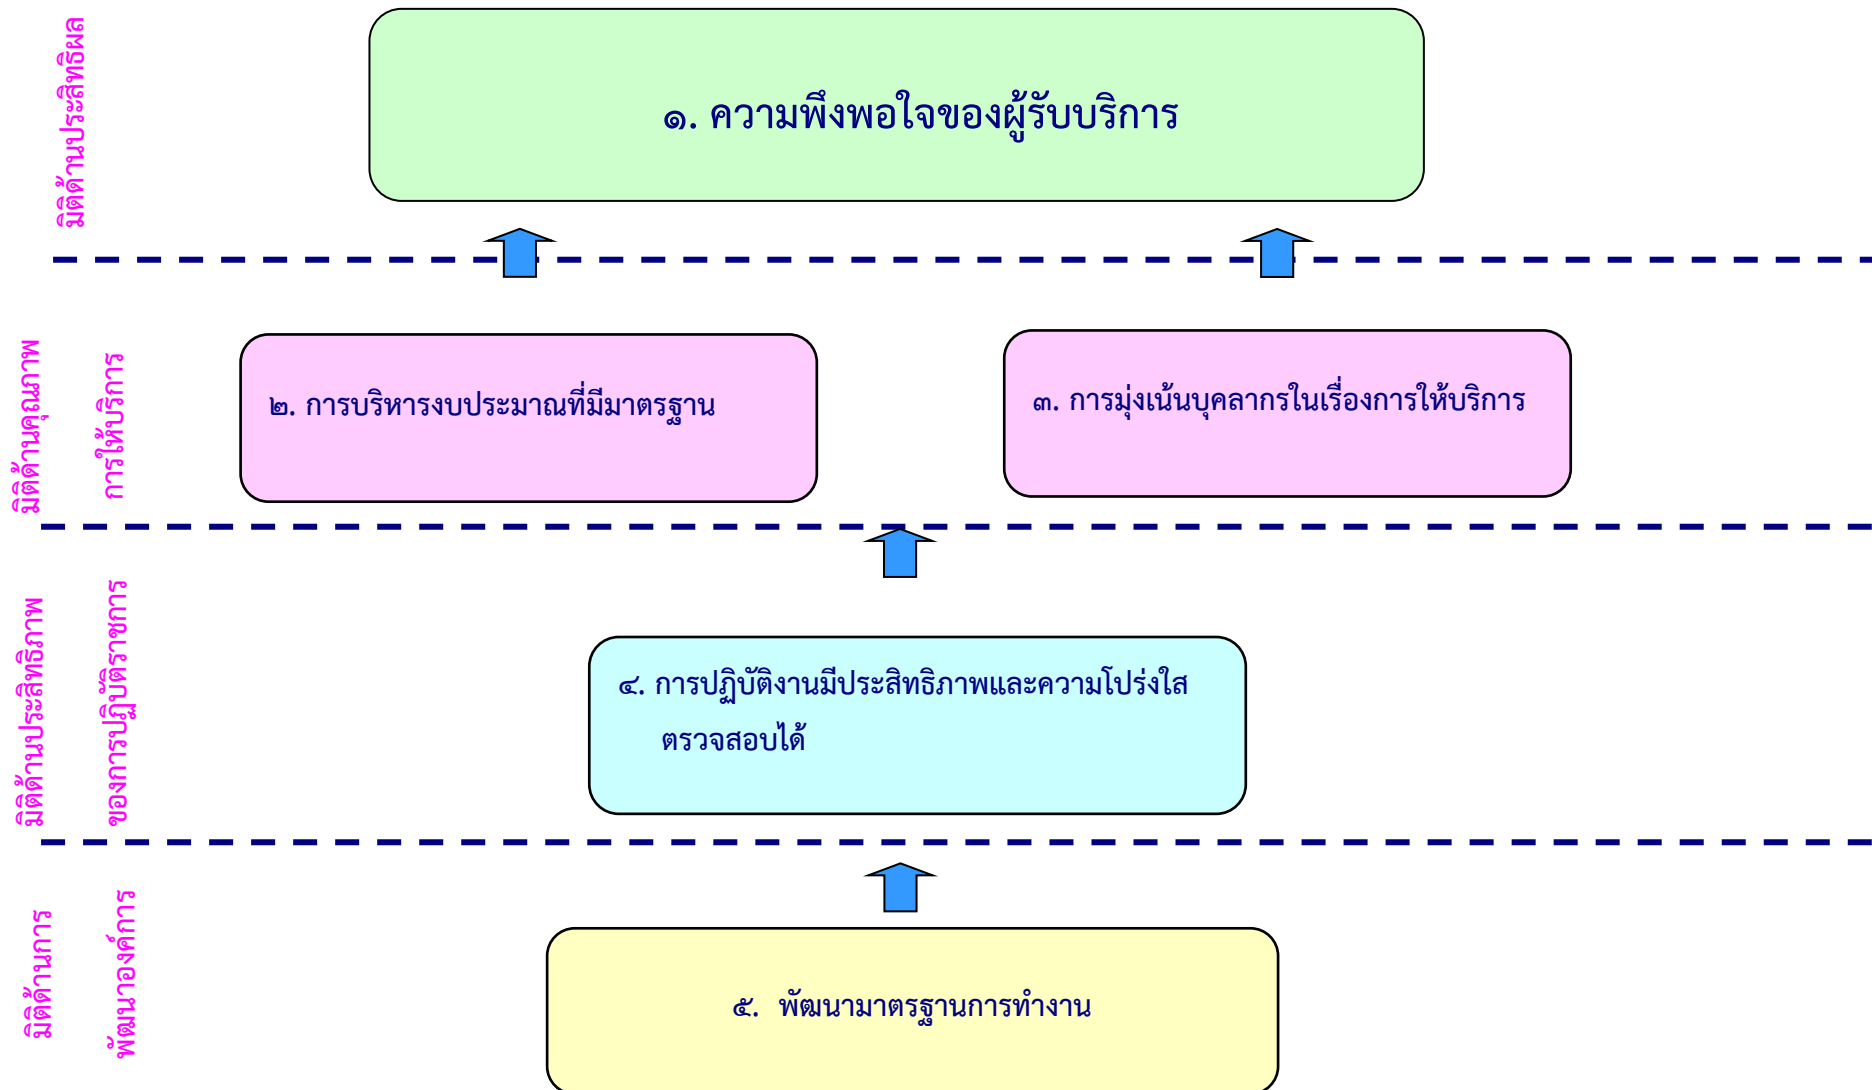 มิติด้านประสิทธิผล
๑. ความพึงพอใจของผู้รับบริการ
มิติด้านคุณภาพ
การให้บริการ
๒. การบริหารงบประมาณที่มีมาตรฐาน
๓. การมุ่งเน้นบุคลากรในเรื่องการให้บริการ
มิติด้านประสิทธิภาพ
ของการปฏิบัติราชการ
๔. การปฏิบัติงานมีประสิทธิภาพและความโปร่งใส
ตรวจสอบได้
มิติด้านการ
พัฒนาองค์การ
๕. พัฒนามาตรฐานการทำงาน